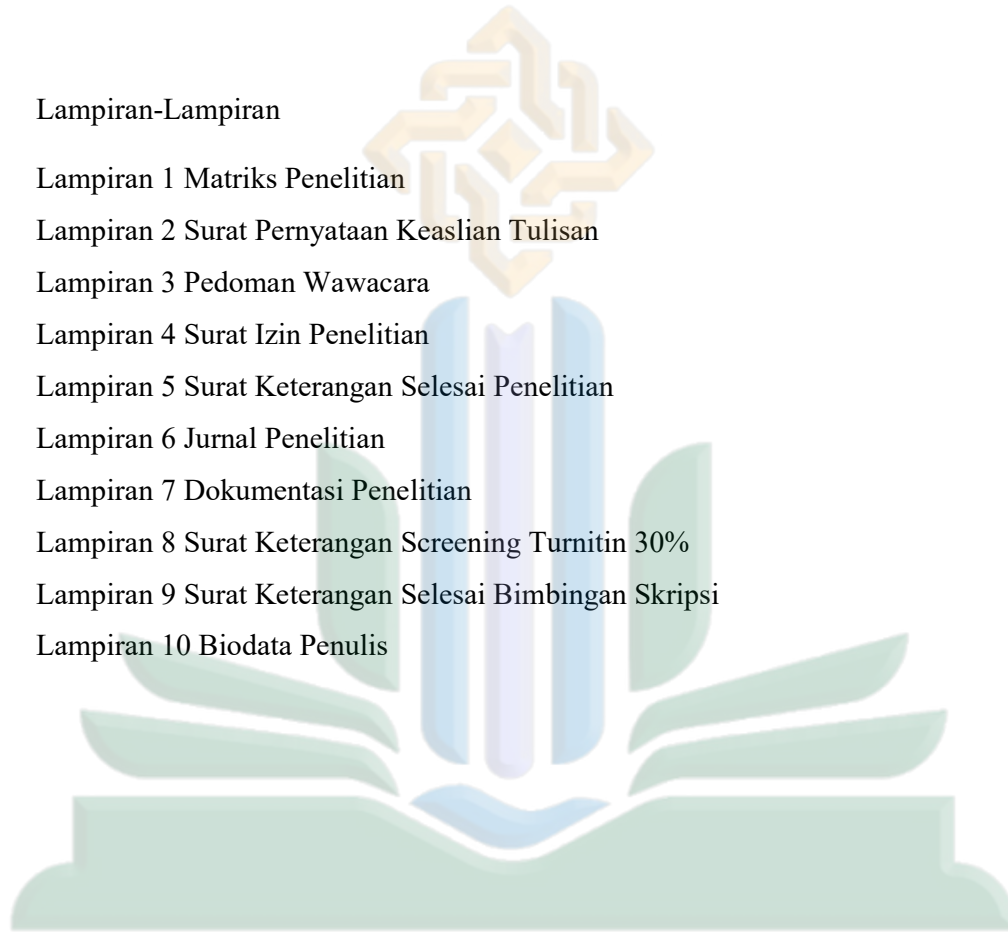 Lampiran-Lampiran
Lampiran 1 Matriks Penelitian
Lampiran 2 Surat Pernyataan Keaslian Tulisan
Lampiran 3 Pedoman Wawacara
Lampiran 4 Surat Izin Penelitian
Lampiran 5 Surat Keterangan Selesai Penelitian
Lampiran 6 Jurnal Penelitian
Lampiran 7 Dokumentasi Penelitian
Lampiran 8 Surat Keterangan Screening Turnitin 30%
Lampiran 9 Surat Keterangan Selesai Bimbingan Skripsi
Lampiran 10 Biodata Penulis